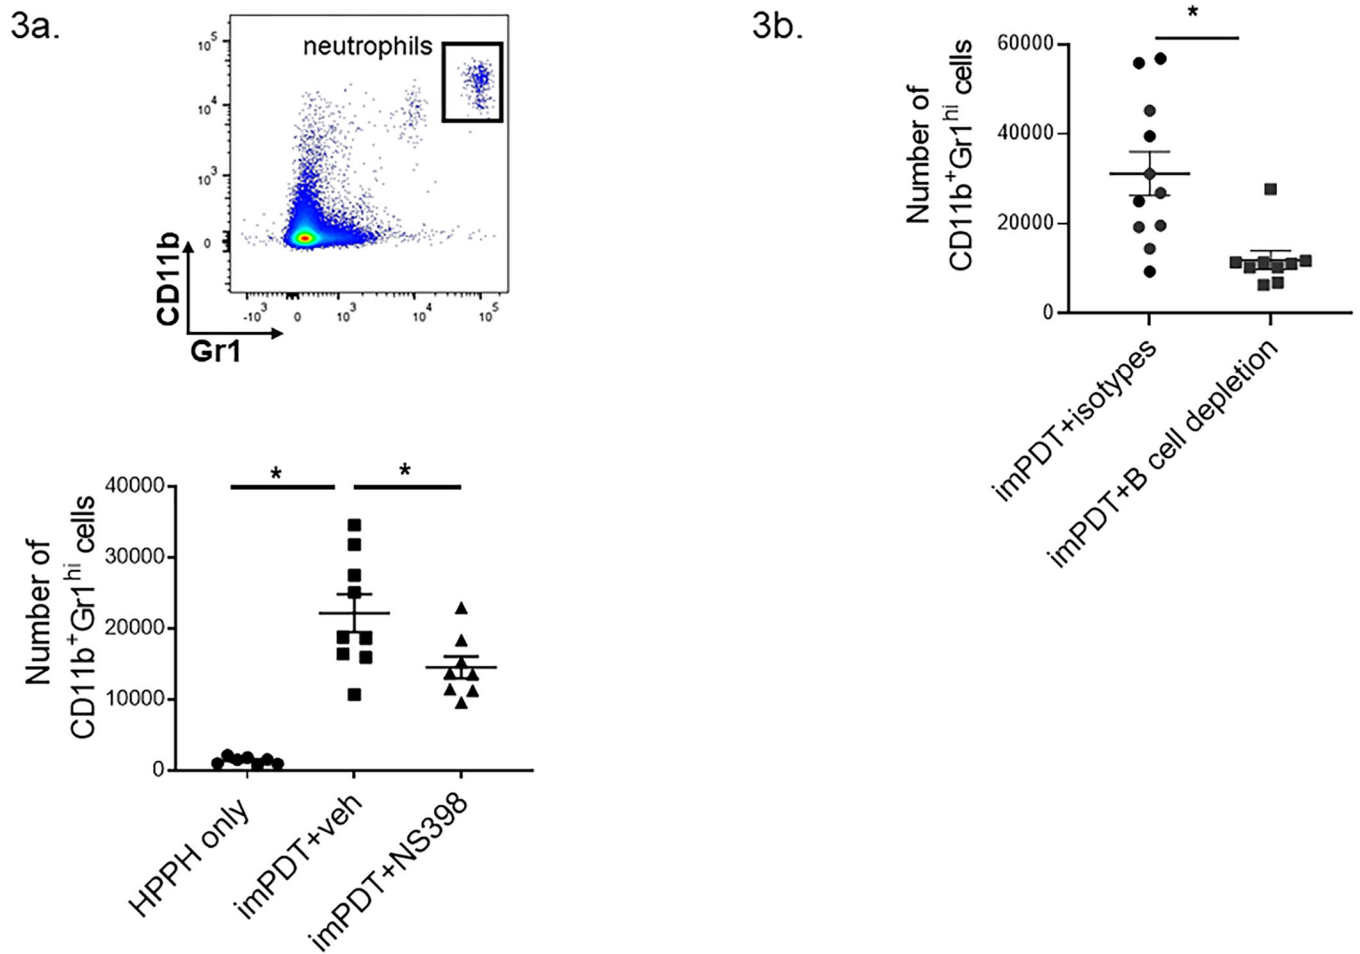 3a.
neutrophils
10^5
10^4
10^3
0
CD11b
-10^3 0 10^3 10^4 10^5
Gr1
3b.
*
Number of
CD11b+Gr1hi cells
60000
40000
20000
0
imPDT+isotypes
imPDT+B cell depletion
* *
Number of
CD11b+Gr1hi cells
40000
30000
20000
10000
0
HPPH only
imPDT+veh
imPDT+NS398